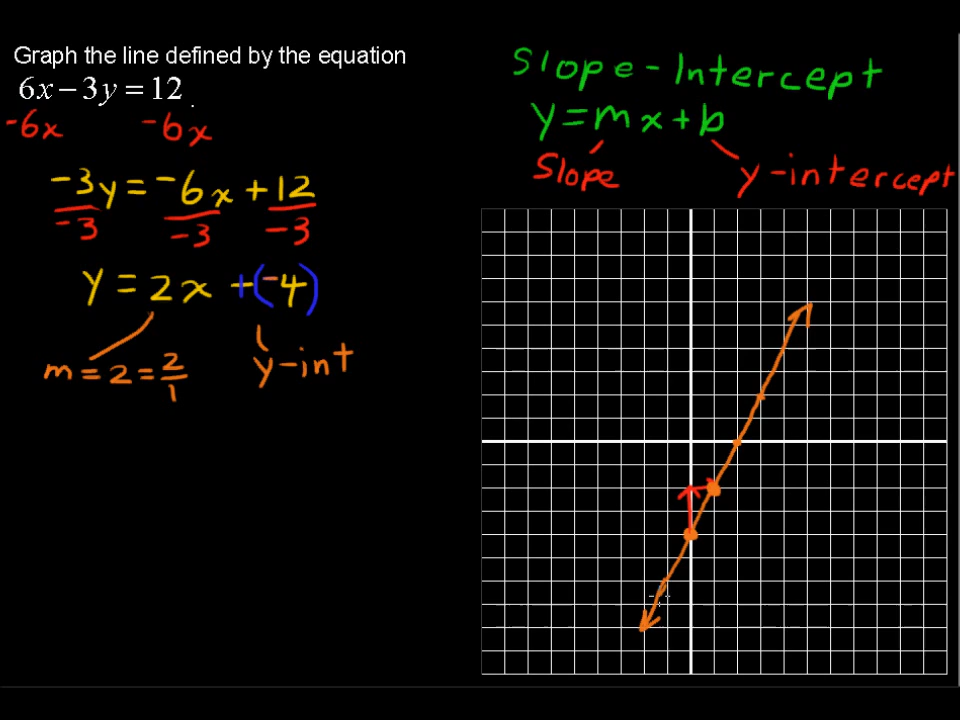 Graph the line defined by the equation
6x − 3y = 12 .
-6x -6x
-3y = -6x + 12
-3 -3 -3
y = 2x +(-4)
m = 2 = 2/1 y-int
Slope-Intercept
y = mx + b
Slope y-intercept